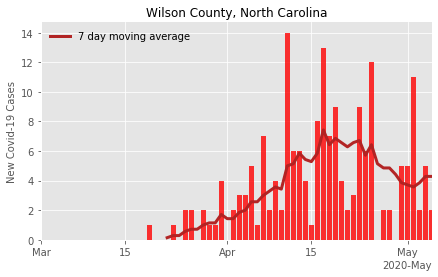 Wilson County, North Carolina
7 day moving average
New Covid-19 Cases
14
12
10
8
6
4
2
0
Mar 15 Apr 15 May
2020-May